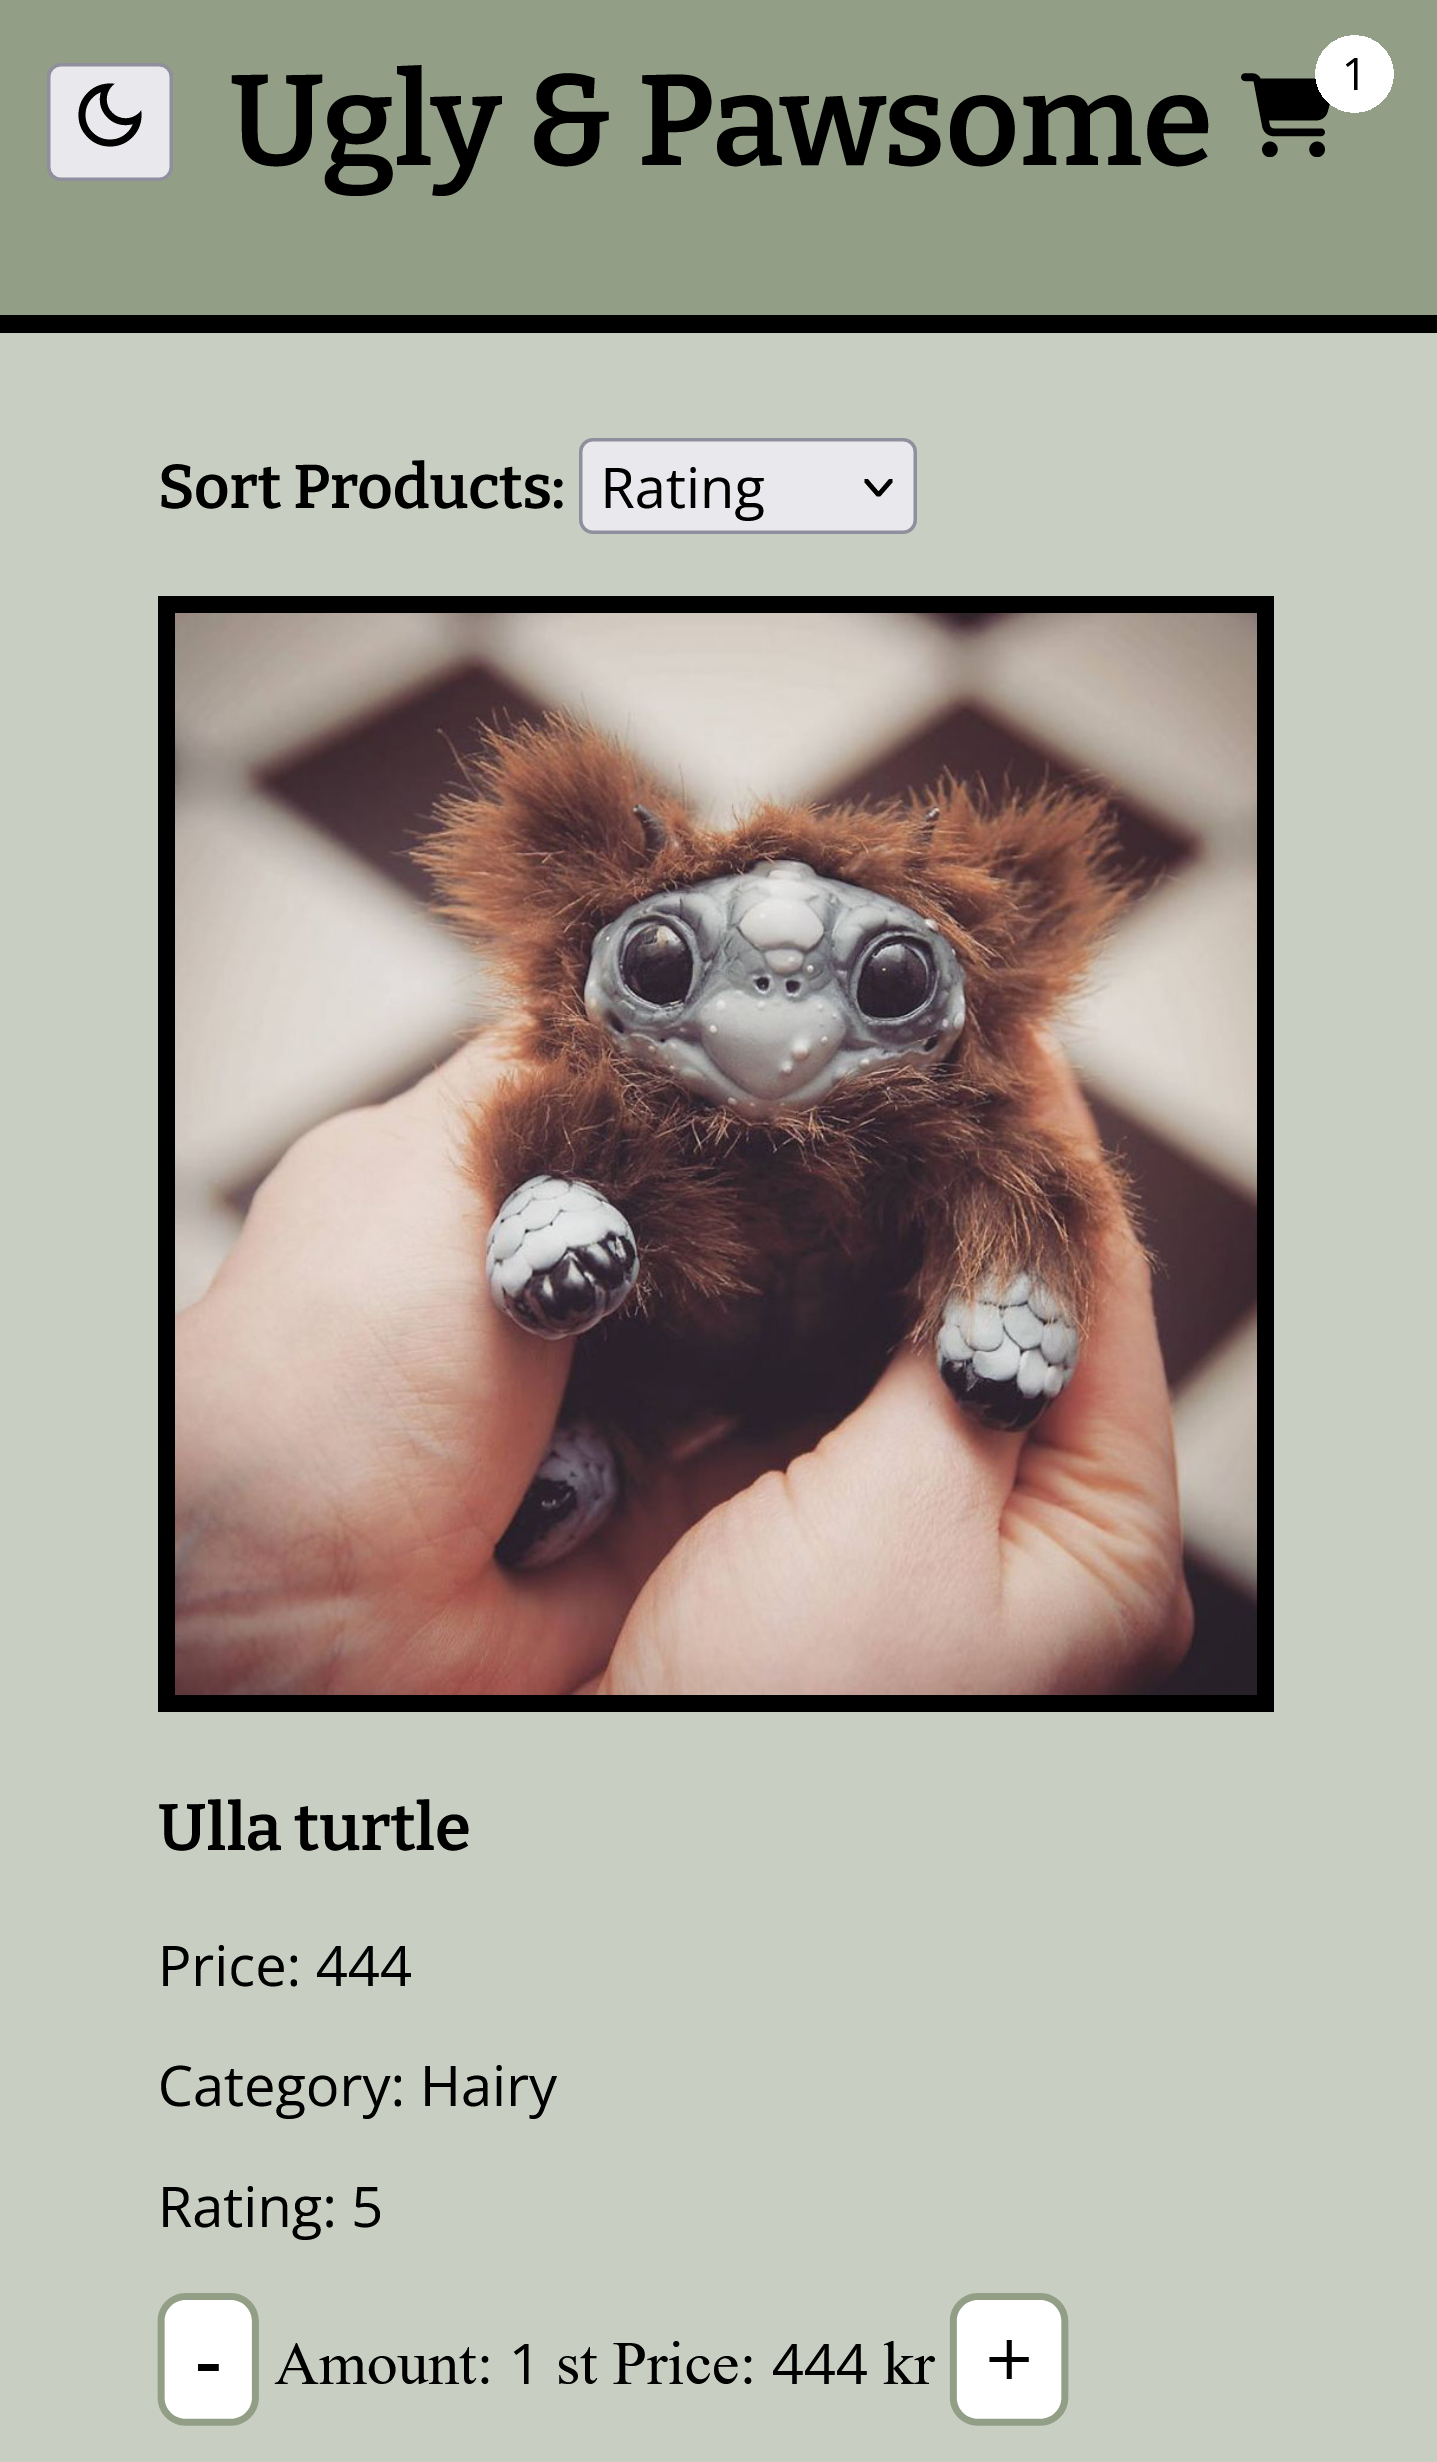 Ugly & Pawsome 1
Sort Products: Rating
Ulla turtle
Price: 444
Category: Hairy
Rating: 5
- Amount: 1 st Price: 444 kr +